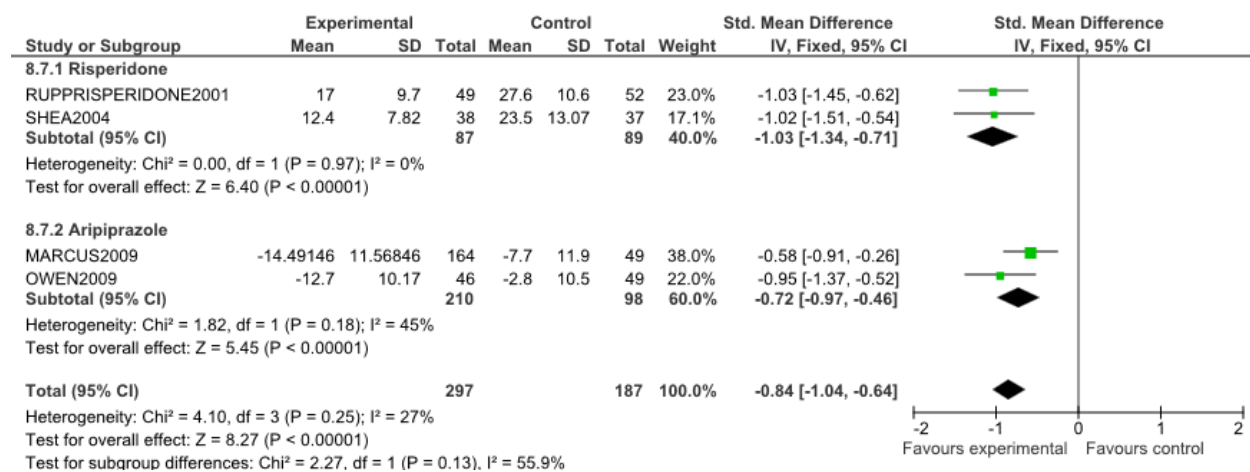 Experimental Control Std. Mean Difference Std. Mean Difference
Study or Subgroup Mean SD Total Mean SD Total Weight IV, Fixed, 95% CI IV, Fixed, 95% CI
8.7.1 Risperidone
RUPPRISPERIDONE2001 17 9.7 49 27.6 10.6 52 23.0% -1.03 [-1.45, -0.62]
SHEA2004 12.4 7.82 38 23.5 13.07 37 17.1% -1.02 [-1.51, -0.54]
Subtotal (95% CI) 87 89 40.0% -1.03 [-1.34, -0.71]
Heterogeneity: Chi² = 0.00, df = 1 (P = 0.97); I² = 0%
Test for overall effect: Z = 6.40 (P < 0.00001)
8.7.2 Aripiprazole
MARCUS2009 -14.49146 11.56846 164 -7.7 11.9 49 38.0% -0.58 [-0.91, -0.26]
OWEN2009 -12.7 10.17 46 -2.8 10.5 49 22.0% -0.95 [-1.37, -0.52]
Subtotal (95% CI) 210 98 60.0% -0.72 [-0.97, -0.46]
Heterogeneity: Chi² = 1.82, df = 1 (P = 0.18); I² = 45%
Test for overall effect: Z = 5.45 (P < 0.00001)
Total (95% CI) 297 187 100.0% -0.84 [-1.04, -0.64]
Heterogeneity: Chi² = 4.10, df = 3 (P = 0.25); I² = 27%
Test for overall effect: Z = 8.27 (P < 0.00001)
Test for subgroup differences: Chi² = 2.27, df = 1 (P = 0.13), I² = 55.9%
-2 -1 0 1 2
Favours experimental Favours control